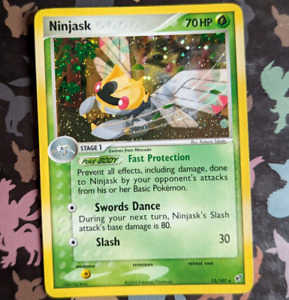 Ninjask 70 HP
STAGE 1 Evolves from Nincada
POKé-BODY Fast Protection
Prevent all effects, including damage, done
to Ninjask by your opponent's attacks
from his or her Basic Pokémon.
Swords Dance
During your next turn, Ninjask's Slash
attack's base damage is 80.
Slash 30
weakness resistance retreat cost